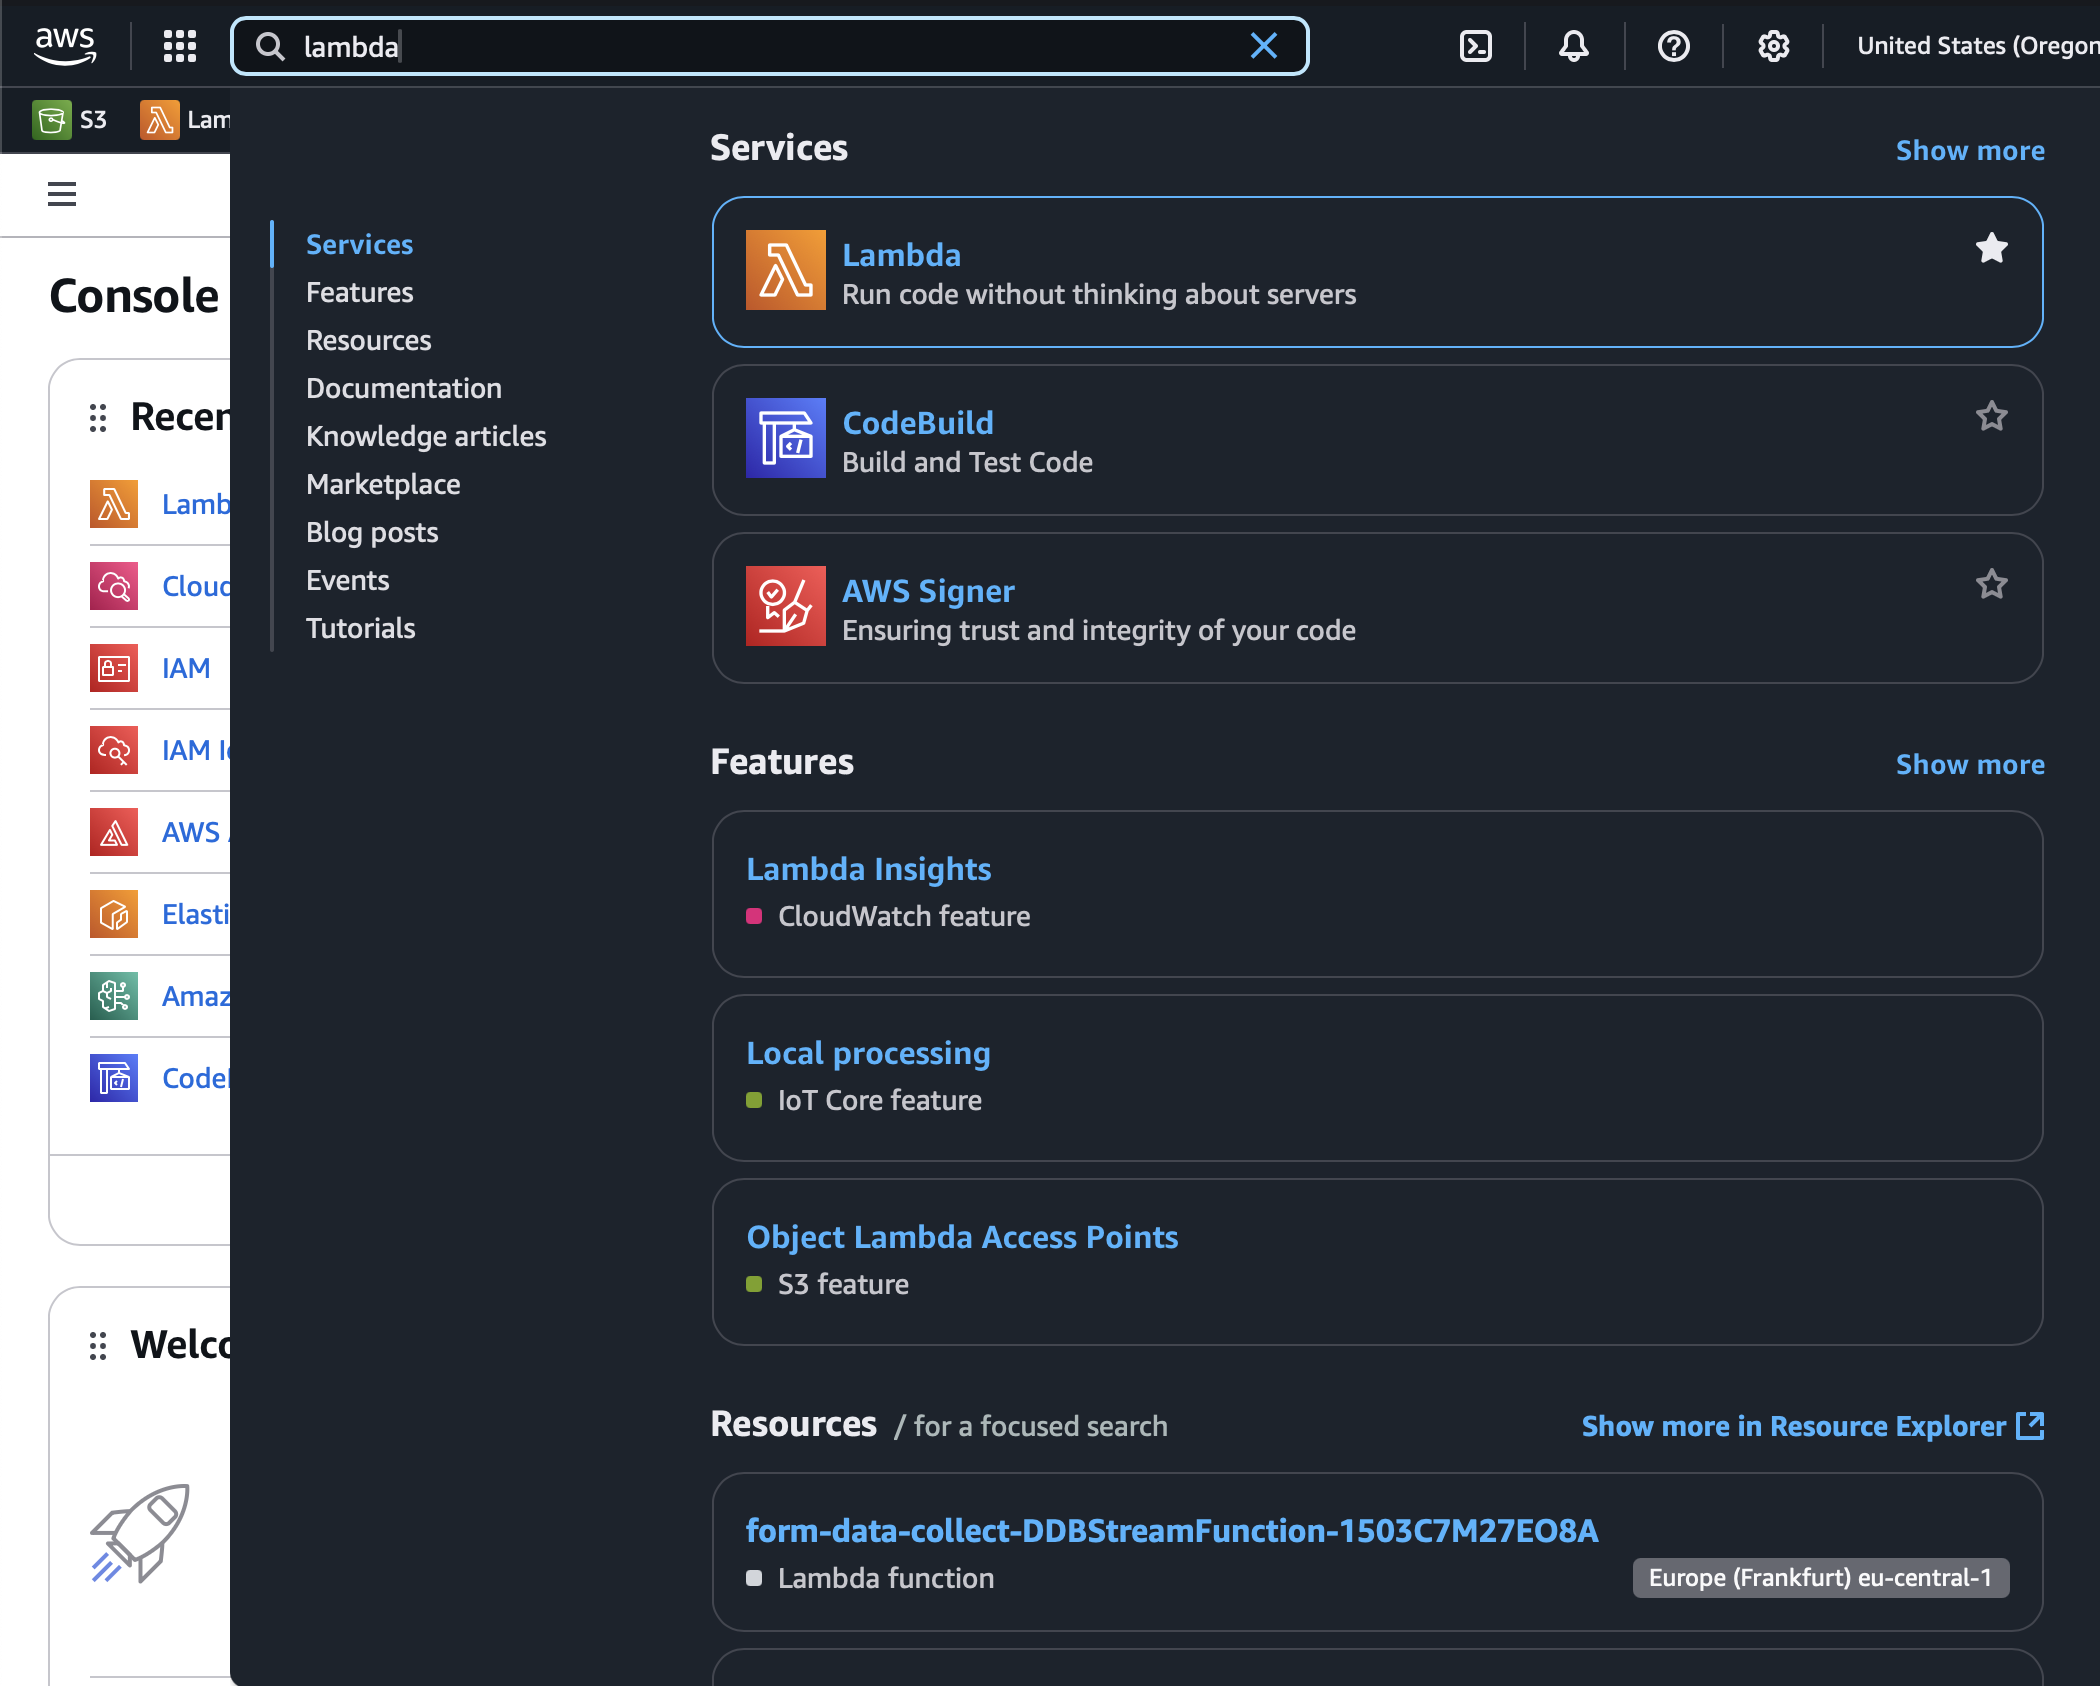 aws
lambda
United States (Oregon
S3
Lam
Console
Recen
Lamb
Cloud
IAM
IAM I
AWS
Elasti
Amaz
Code
Welco
Services
Features
Resources
Documentation
Knowledge articles
Marketplace
Blog posts
Events
Tutorials
Services
Show more
Lambda
Run code without thinking about servers
CodeBuild
Build and Test Code
AWS Signer
Ensuring trust and integrity of your code
Features
Show more
Lambda Insights
CloudWatch feature
Local processing
IoT Core feature
Object Lambda Access Points
S3 feature
Resources / for a focused search
Show more in Resource Explorer
form-data-collect-DDBStreamFunction-1503C7M27EO8A
Lambda function
Europe (Frankfurt) eu-central-1